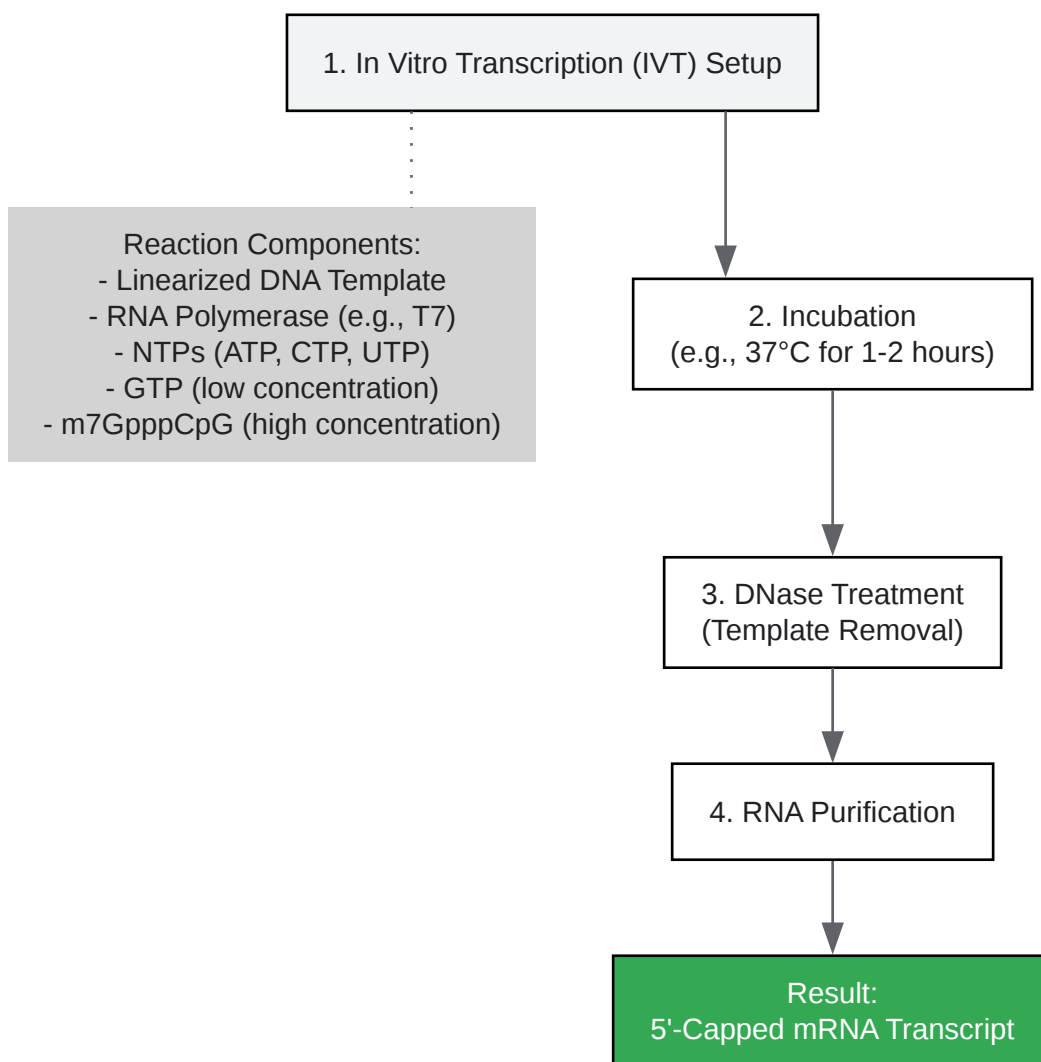 1. In Vitro Transcription (IVT) Setup
Reaction Components:
- Linearized DNA Template
- RNA Polymerase (e.g., T7)
- NTPs (ATP, CTP, UTP)
- GTP (low concentration)
- m7GpppCpG (high concentration)
2. Incubation
(e.g., 37°C for 1-2 hours)
3. DNase Treatment
(Template Removal)
4. RNA Purification
Result:
5'-Capped mRNA Transcript